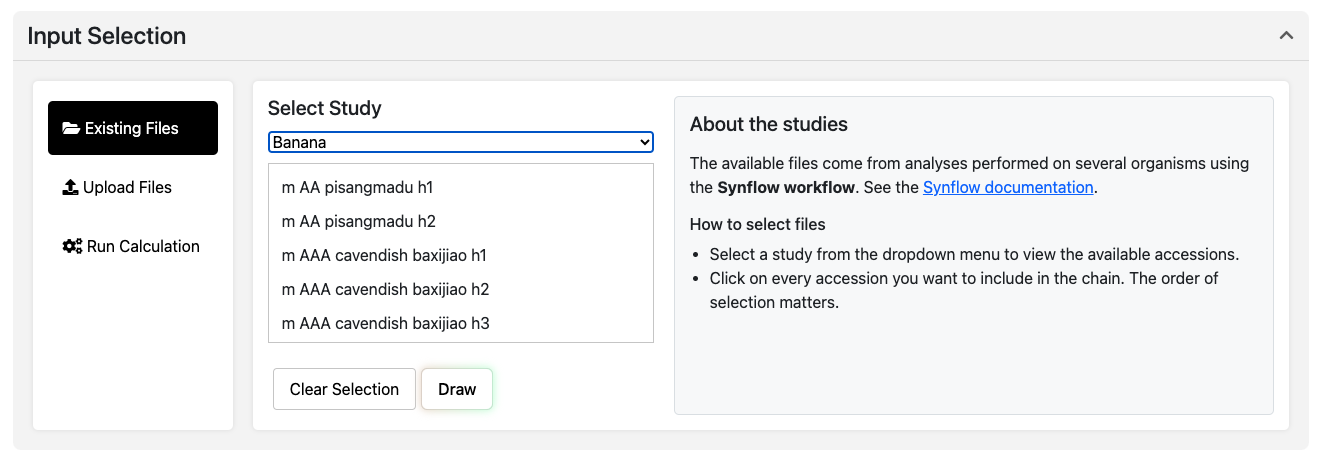 Input Selection
Existing Files
Upload Files
Run Calculation
Select Study
Banana
m AA pisangmadu h1
m AA pisangmadu h2
m AAA cavendish baxijiao h1
m AAA cavendish baxijiao h2
m AAA cavendish baxijiao h3
Clear Selection
Draw
About the studies
The available files come from analyses performed on several organisms using
the Synflow workflow. See the Synflow documentation.
How to select files
• Select a study from the dropdown menu to view the available accessions.
• Click on every accession you want to include in the chain. The order of
selection matters.